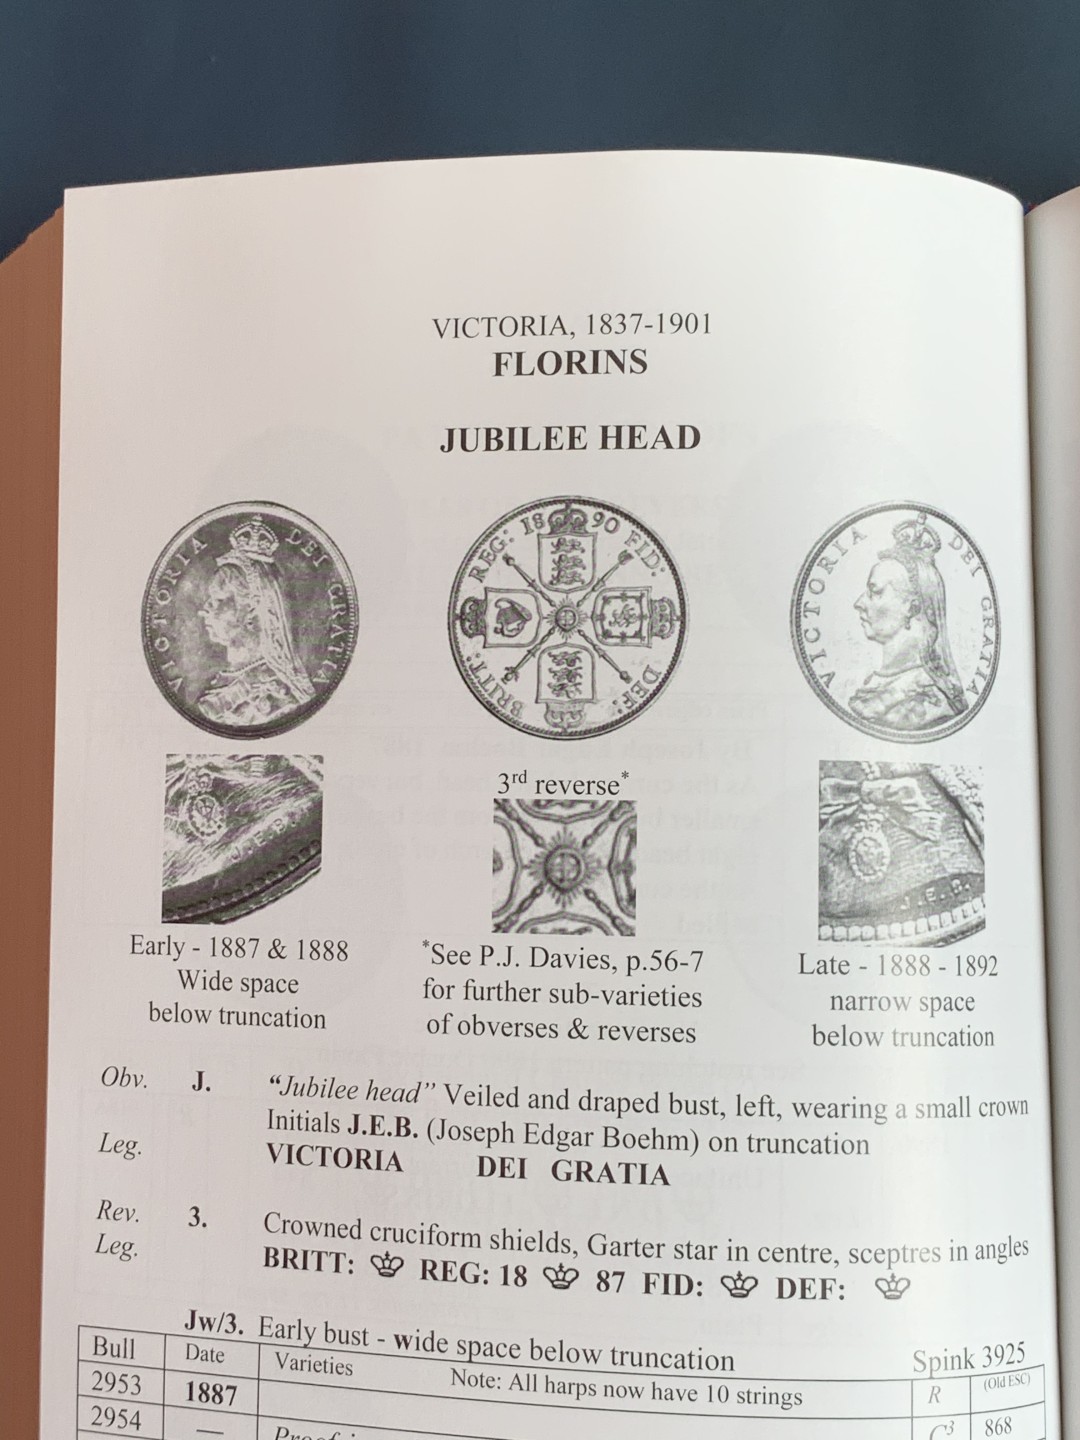 VICTORIA, 1837-1901
FLORINS
JUBILEE HEAD
VICTORIA DEI GRATIA
BRITT: REG: 18 90 FID: DEF:
VICTORIA DEI GRATIA
J.E.B.
3rd reverse*
J.E.B.
Early - 1887 & 1888
Wide space
below truncation
*See P.J. Davies, p.56-7
for further sub-varieties
of obverses & reverses
Late - 1888 - 1892
narrow space
below truncation
Obv. J. “Jubilee head” Veiled and draped bust, left, wearing a small crown
Initials J.E.B. (Joseph Edgar Boehm) on truncation
Leg. VICTORIA DEI GRATIA
Rev. 3. Crowned cruciform shields, Garter star in centre, sceptres in angles
Leg. BRITT: REG: 18 87 FID: DEF:
Jw/3. Early bust - wide space below truncation Spink 3925
Bull Date Varieties Note: All harps now have 10 strings R (Old ESC)
2953 1887
2954 — C3 868